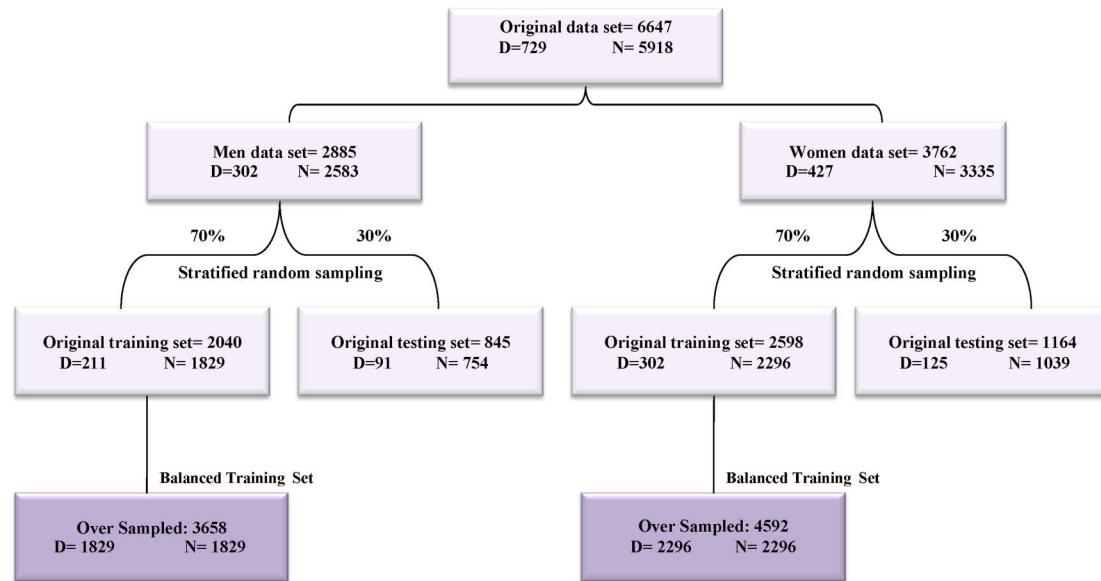 Original data set= 6647
D=729 N= 5918
Men data set= 2885
D=302 N= 2583
Women data set= 3762
D=427 N= 3335
70% 30%
Stratified random sampling
70% 30%
Stratified random sampling
Original training set= 2040
D=211 N= 1829
Original testing set= 845
D=91 N= 754
Original training set= 2598
D=302 N= 2296
Original testing set= 1164
D=125 N= 1039
Balanced Training Set
Balanced Training Set
Over Sampled: 3658
D= 1829 N= 1829
Over Sampled: 4592
D= 2296 N= 2296